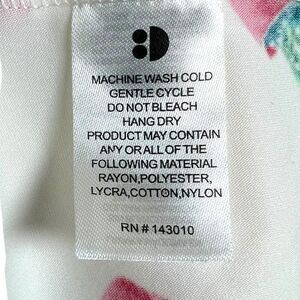 MACHINE WASH COLD
GENTLE CYCLE
DO NOT BLEACH
HANG DRY
PRODUCT MAY CONTAIN
ANY OR ALL OF THE
FOLLOWING MATERIAL
RAYON,POLYESTER,
LYCRA,COTTON,NYLON
RN # 143010